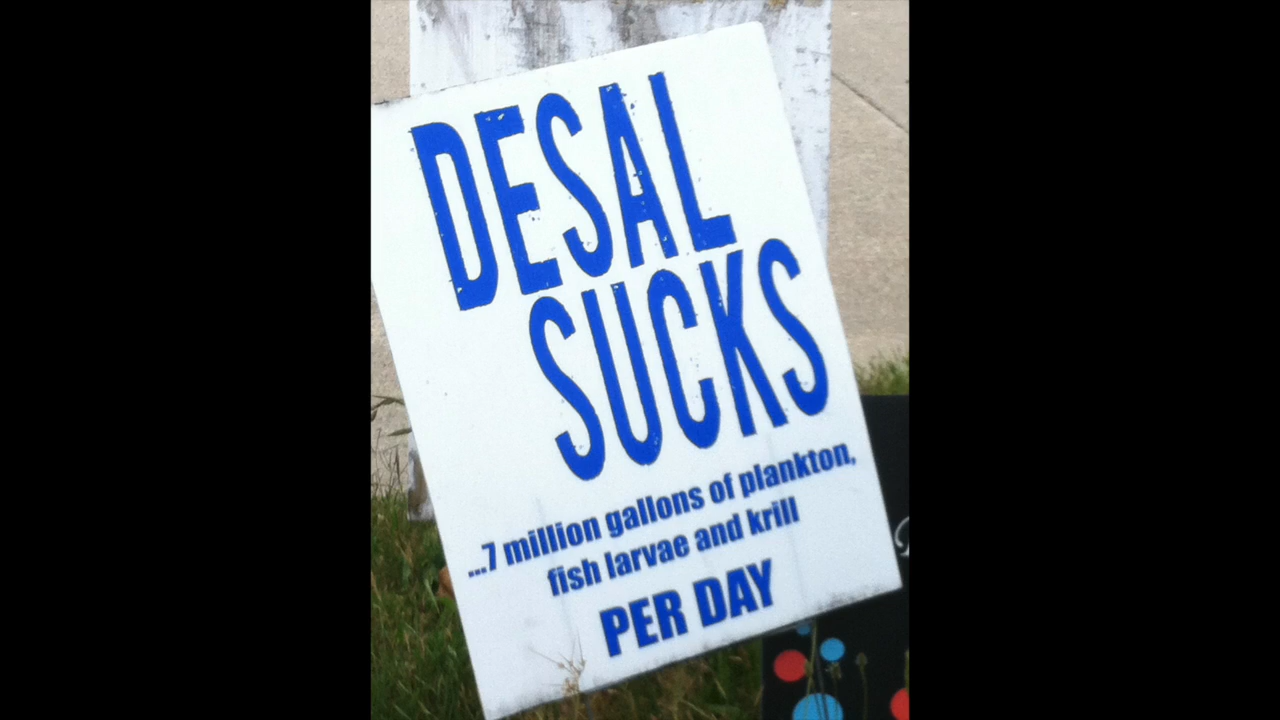 DESAL
SUCKS
...7 million gallons of plankton,
fish larvae and krill
PER DAY